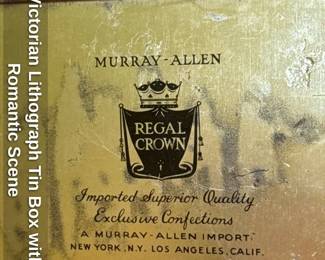 Victorian Lithograph Tin Box with
Romantic Scene
MURRAY-ALLEN
REGAL
CROWN
Imported Superior Quality
Exclusive Confections
A MURRAY-ALLEN IMPORT
NEW YORK, N.Y. LOS ANGELES, CALIF.